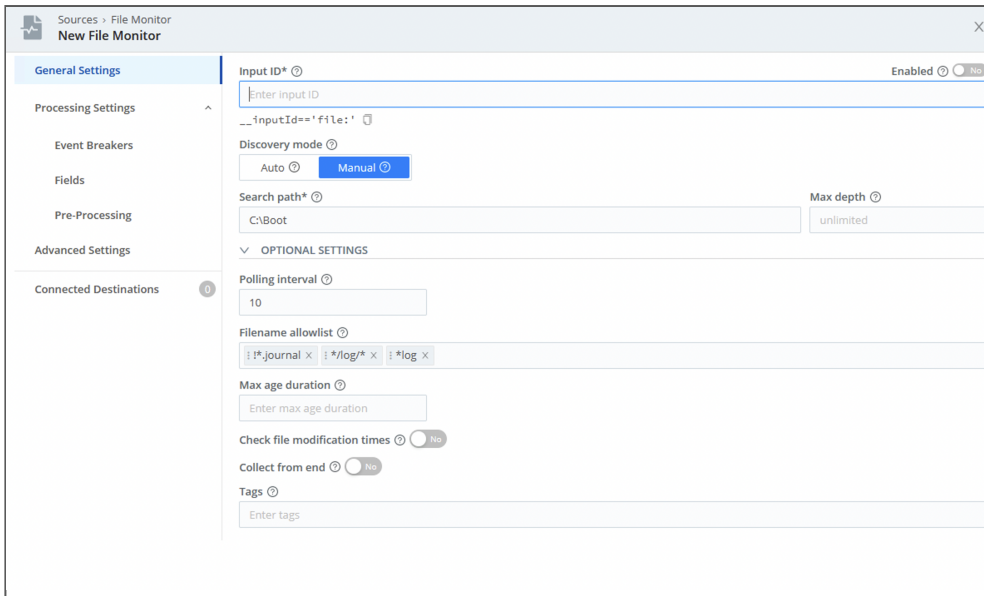 Sources › File Monitor
New File Monitor
General Settings
Processing Settings
Event Breakers
Fields
Pre-Processing
Advanced Settings
Connected Destinations 0
Input ID* Enabled No
Enter input ID
__inputId=='file:'
Discovery mode
Auto Manual
Search path* Max depth
C:\Boot unlimited
OPTIONAL SETTINGS
Polling interval
10
Filename allowlist
!*.journal */log/* *log
Max age duration
Enter max age duration
Check file modification times No
Collect from end No
Tags
Enter tags